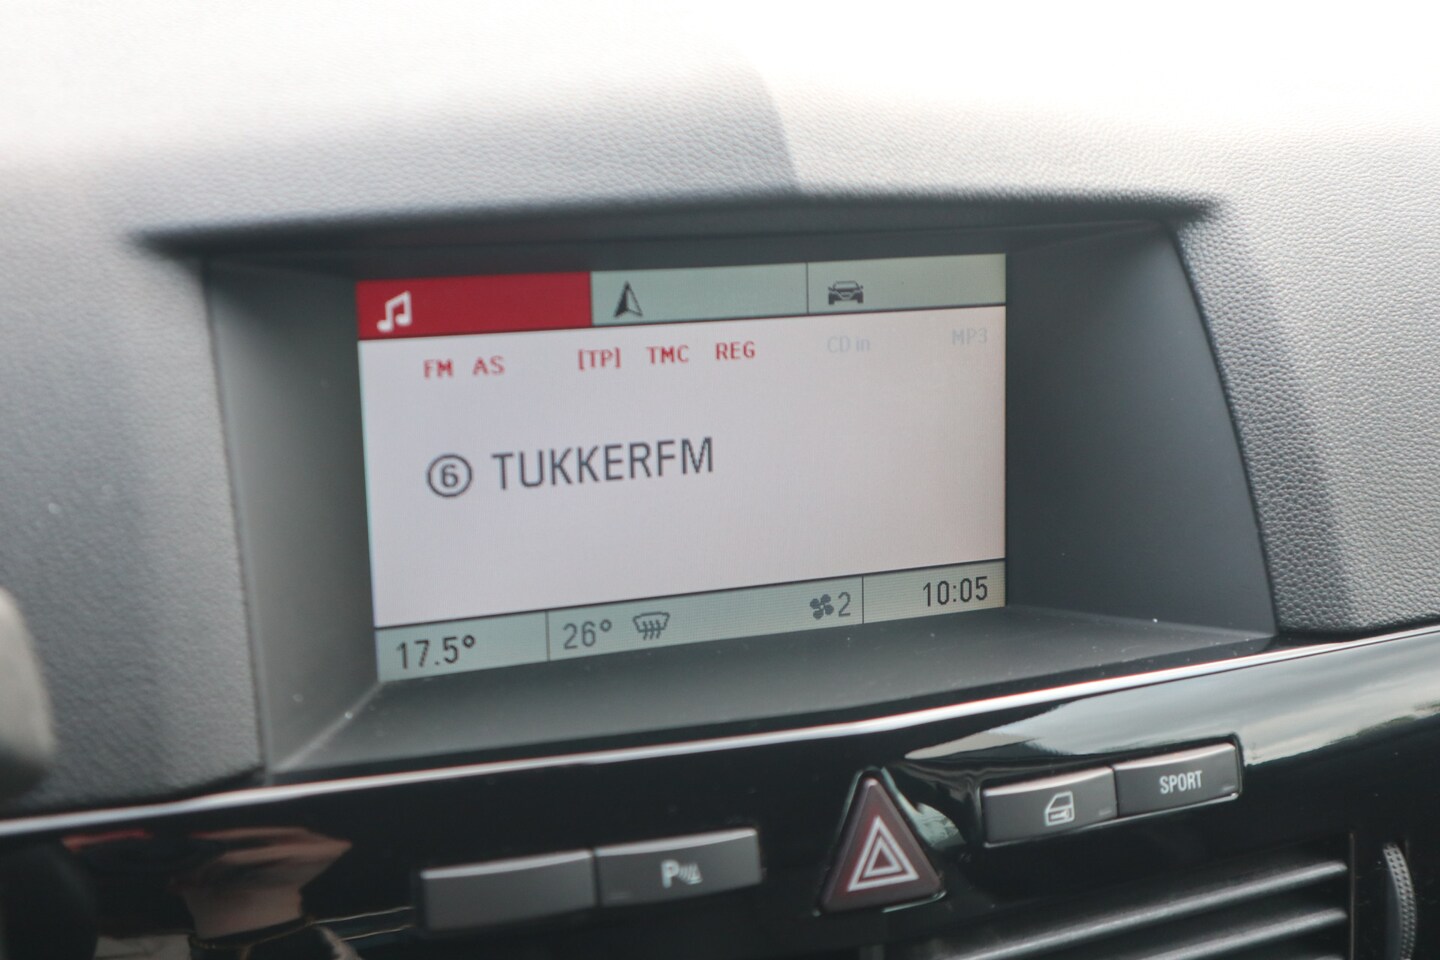 FM AS [TP] TMC REG CD in MP3
6 TUKKERFM
17.5° 26° 2 10:05
SPORT
P